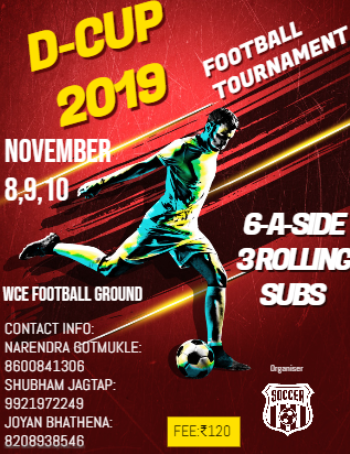 D-CUP
2019
FOOTBALL
TOURNAMENT
NOVEMBER
8,9,10
6-A-SIDE
3 ROLLING
SUBS
WCE FOOTBALL GROUND
CONTACT INFO:
NARENDRA GOTMUKLE:
8600841306
SHUBHAM JAGTAP:
9921972249
JOYAN BHATHENA:
8208938546
FEE:₹120
Organiser
SOCCER